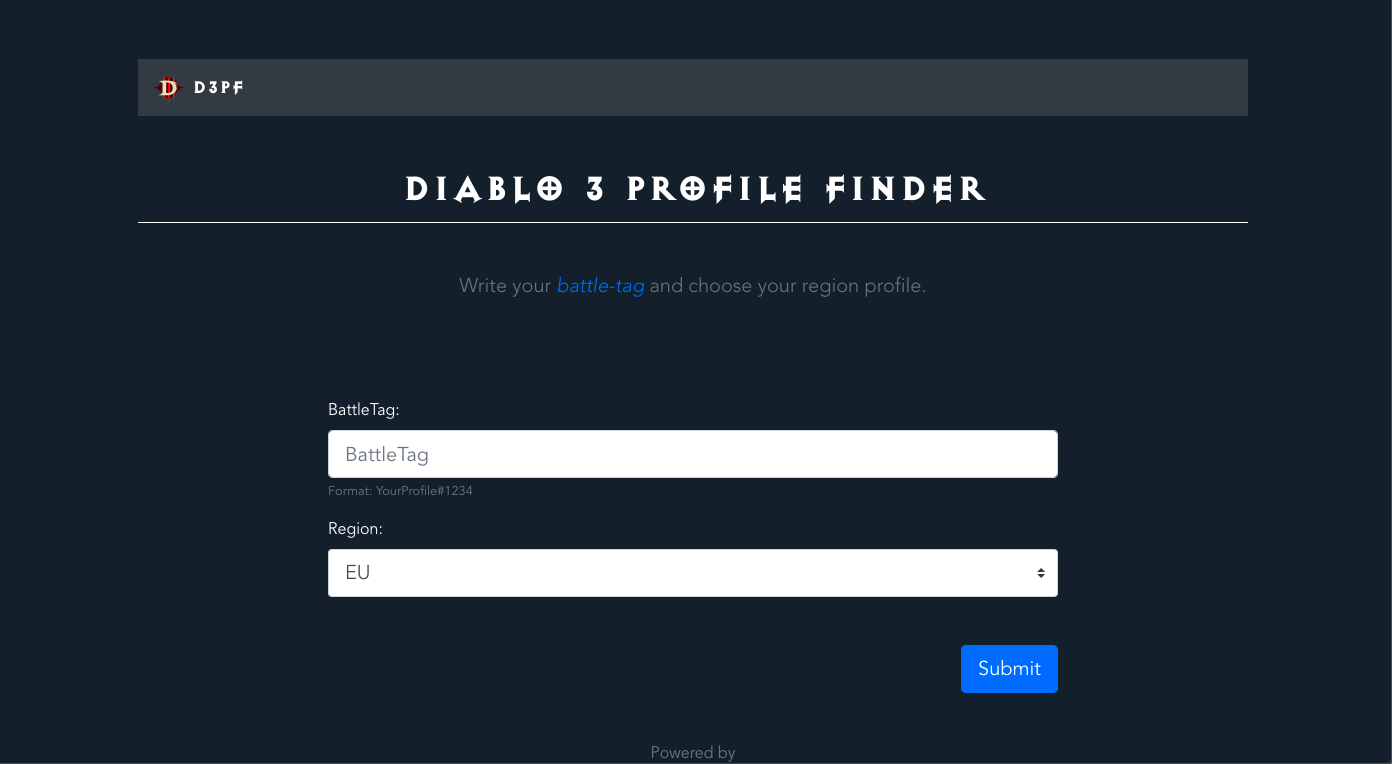 D D3PF
DIABLO 3 PROFILE FINDER
Write your battle-tag and choose your region profile.
BattleTag:
BattleTag
Format: YourProfile#1234
Region:
EU
Submit
Powered by